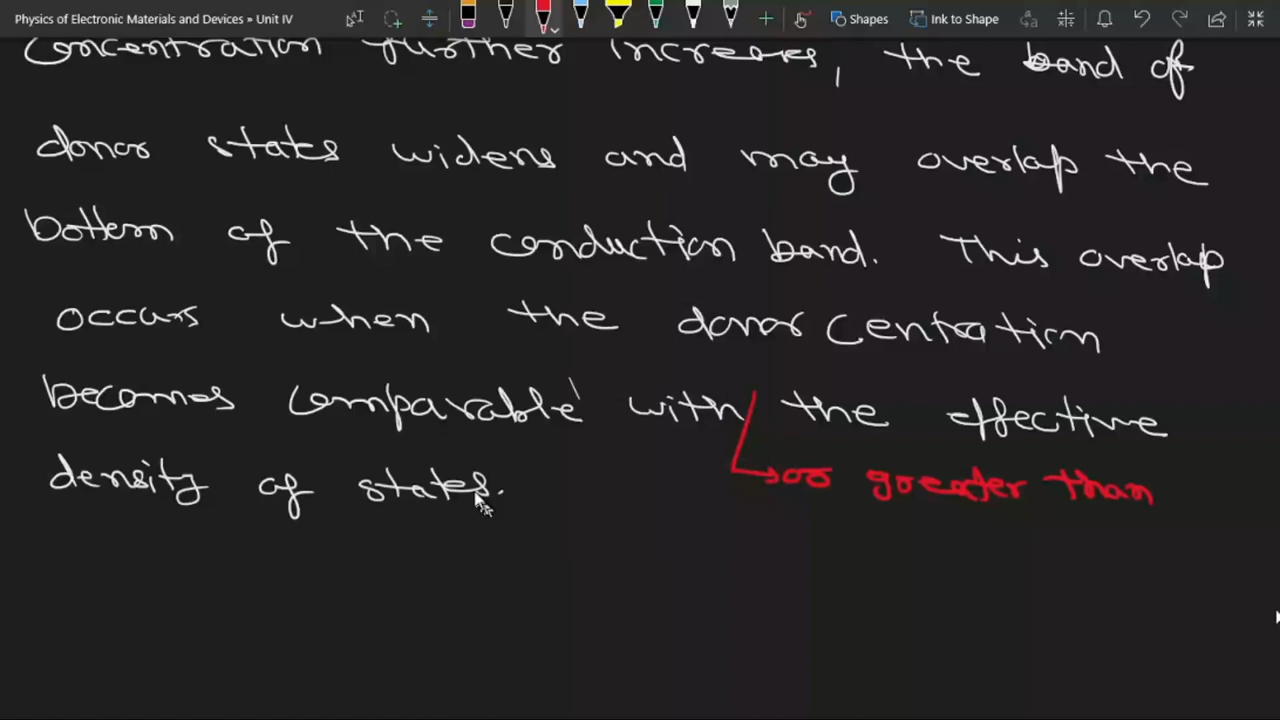 Physics of Electronic Materials and Devices » Unit IV
Shapes
Ink to Shape
Concentration further increases, the band of
donor states widens and may overlap the
bottom of the conduction band. This overlap
occurs when the donor centration
becomes comparable with the effective
or greater than
density of states.